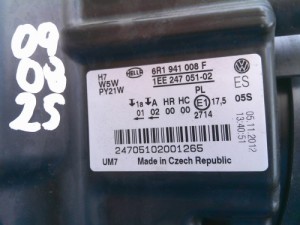 09
08
25
HELLA
6R1 941 008 F
1EE 247 051-02
H7
W5W
PY21W
ES
PL
1a A HR HC E1 17,5 05S
01 02 00 00 2714
05.11.2012
13:40:51
24705102001265
UM7 Made in Czech Republic